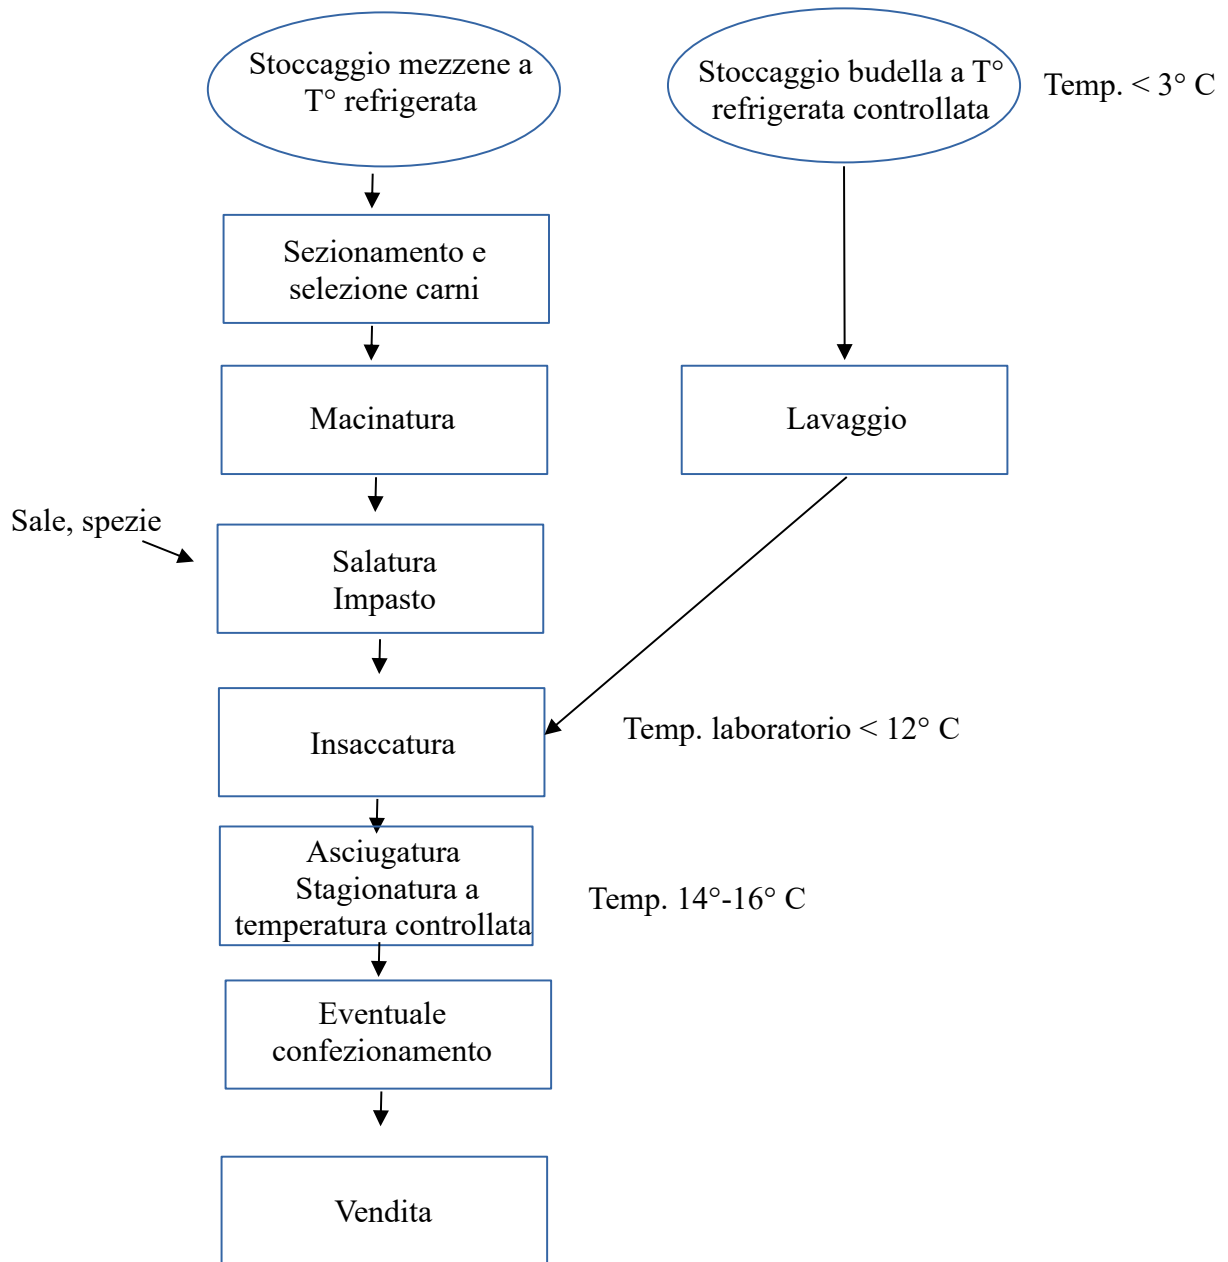 Stoccaggio mezzene a
T° refrigerata
Stoccaggio budella a T°
refrigerata controllata
Temp. < 3° C
Sezionamento e
selezione carni
Macinatura
Lavaggio
Sale, spezie
Salatura
Impasto
Insaccatura
Temp. laboratorio < 12° C
Asciugatura
Stagionatura a
temperatura controllata
Temp. 14°-16° C
Eventuale
confezionamento
Vendita